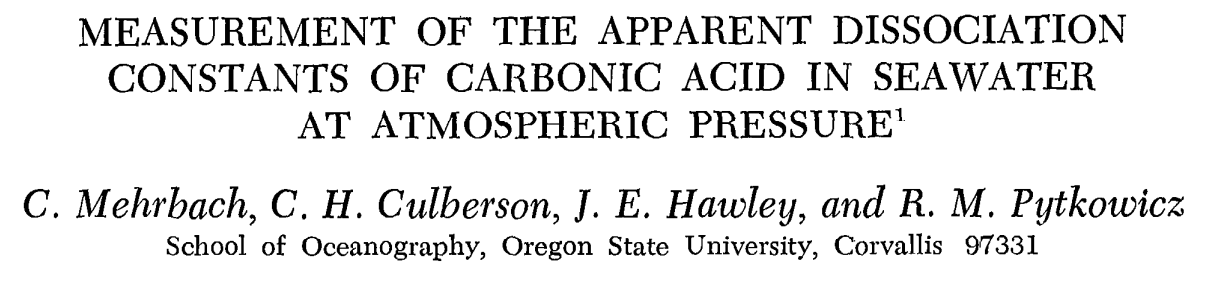 MEASUREMENT OF THE APPARENT DISSOCIATION
CONSTANTS OF CARBONIC ACID IN SEAWATER
AT ATMOSPHERIC PRESSURE¹
C. Mehrbach, C. H. Culberson, J. E. Hawley, and R. M. Pytkowicz
School of Oceanography, Oregon State University, Corvallis 97331